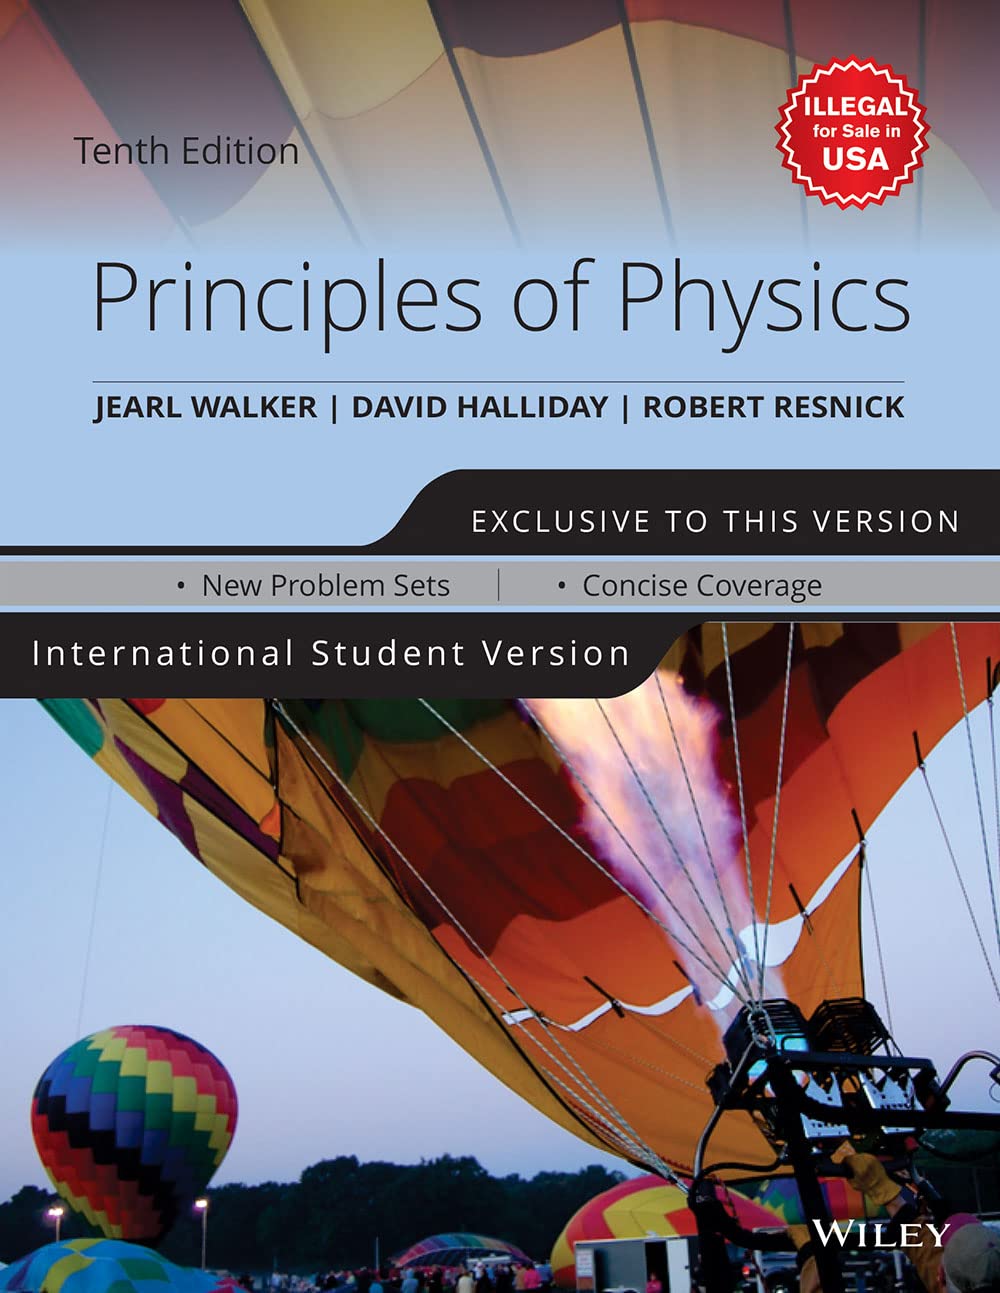 ILLEGAL
for Sale in
USA
Tenth Edition
Principles of Physics
JEARL WALKER | DAVID HALLIDAY | ROBERT RESNICK
EXCLUSIVE TO THIS VERSION
• New Problem Sets | • Concise Coverage
International Student Version
WILEY